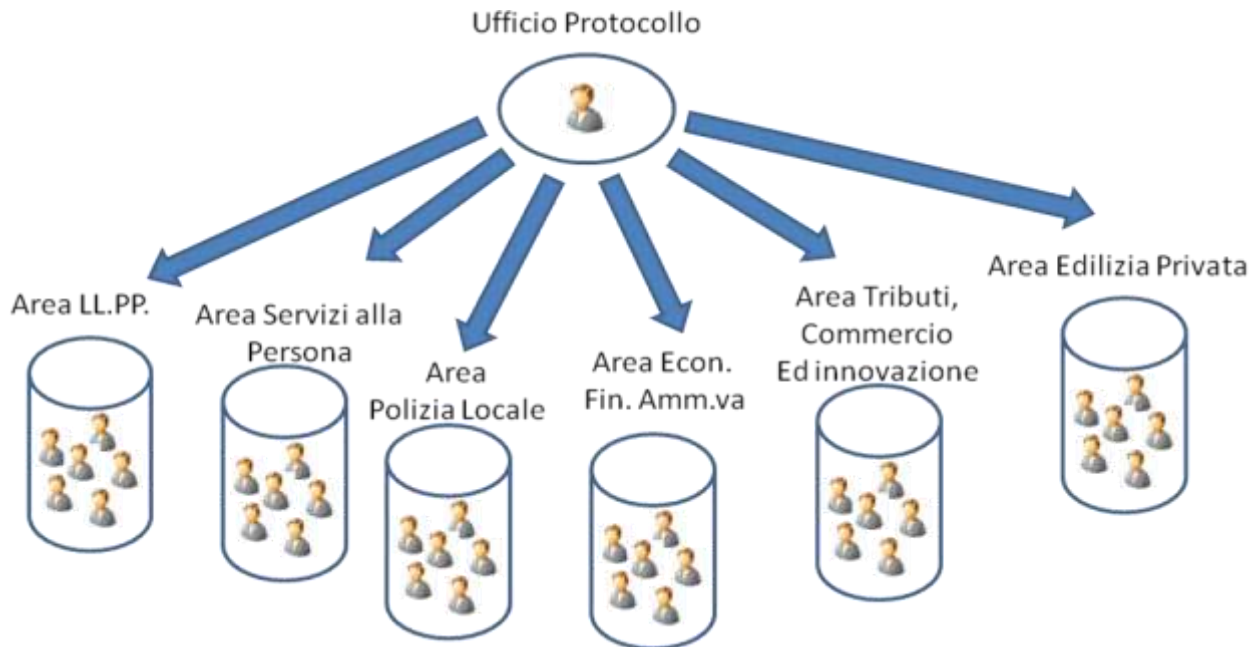 Ufficio Protocollo
Area LL.PP.
Area Servizi alla
Persona
Area
Polizia Locale
Area Econ.
Fin. Amm.va
Area Tributi,
Commercio
Ed innovazione
Area Edilizia Privata